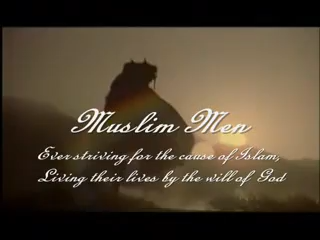 Muslim Men
Ever striving for the cause of Islam,
Living their lives by the will of God